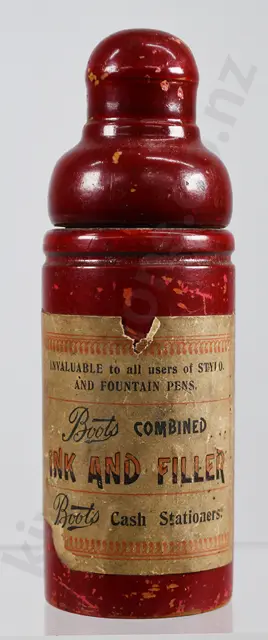 INVALUABLE to all users of STYLO.
AND FOUNTAIN PENS.
Boots COMBINED
INK AND FILLER
Boots Cash Stationers.